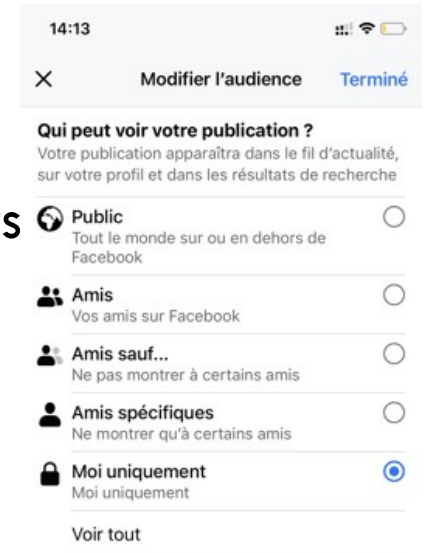 14:13
Modifier l'audience Terminé
Qui peut voir votre publication ?
Votre publication apparaîtra dans le fil d'actualité,
sur votre profil et dans les résultats de recherche
Public
Tout le monde sur ou en dehors de
Facebook
Amis
Vos amis sur Facebook
Amis sauf...
Ne pas montrer à certains amis
Amis spécifiques
Ne montrer qu'à certains amis
Moi uniquement
Moi uniquement
Voir tout